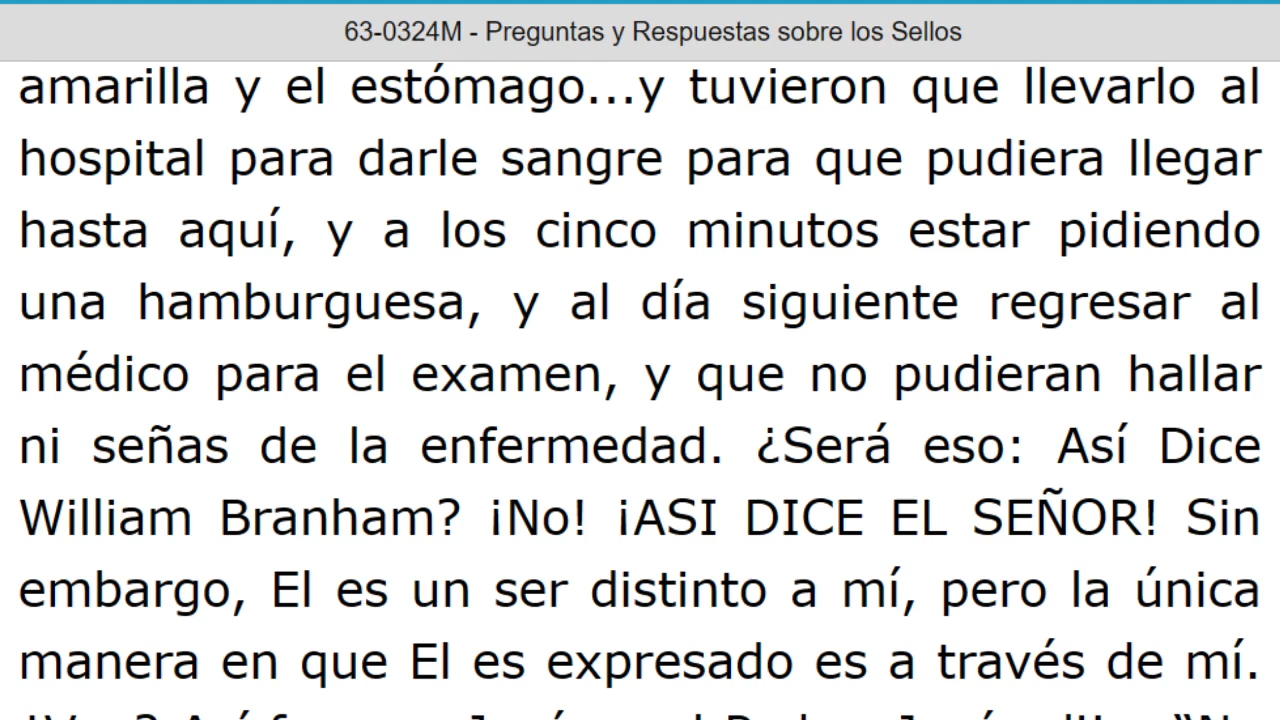 63-0324M - Preguntas y Respuestas sobre los Sellos
amarilla y el estómago...y tuvieron que llevarlo al
hospital para darle sangre para que pudiera llegar
hasta aquí, y a los cinco minutos estar pidiendo
una hamburguesa, y al día siguiente regresar al
médico para el examen, y que no pudieran hallar
ni señas de la enfermedad. ¿Será eso: Así Dice
William Branham? ¡No! ¡ASI DICE EL SEÑOR! Sin
embargo, El es un ser distinto a mí, pero la única
manera en que El es expresado es a través de mí.